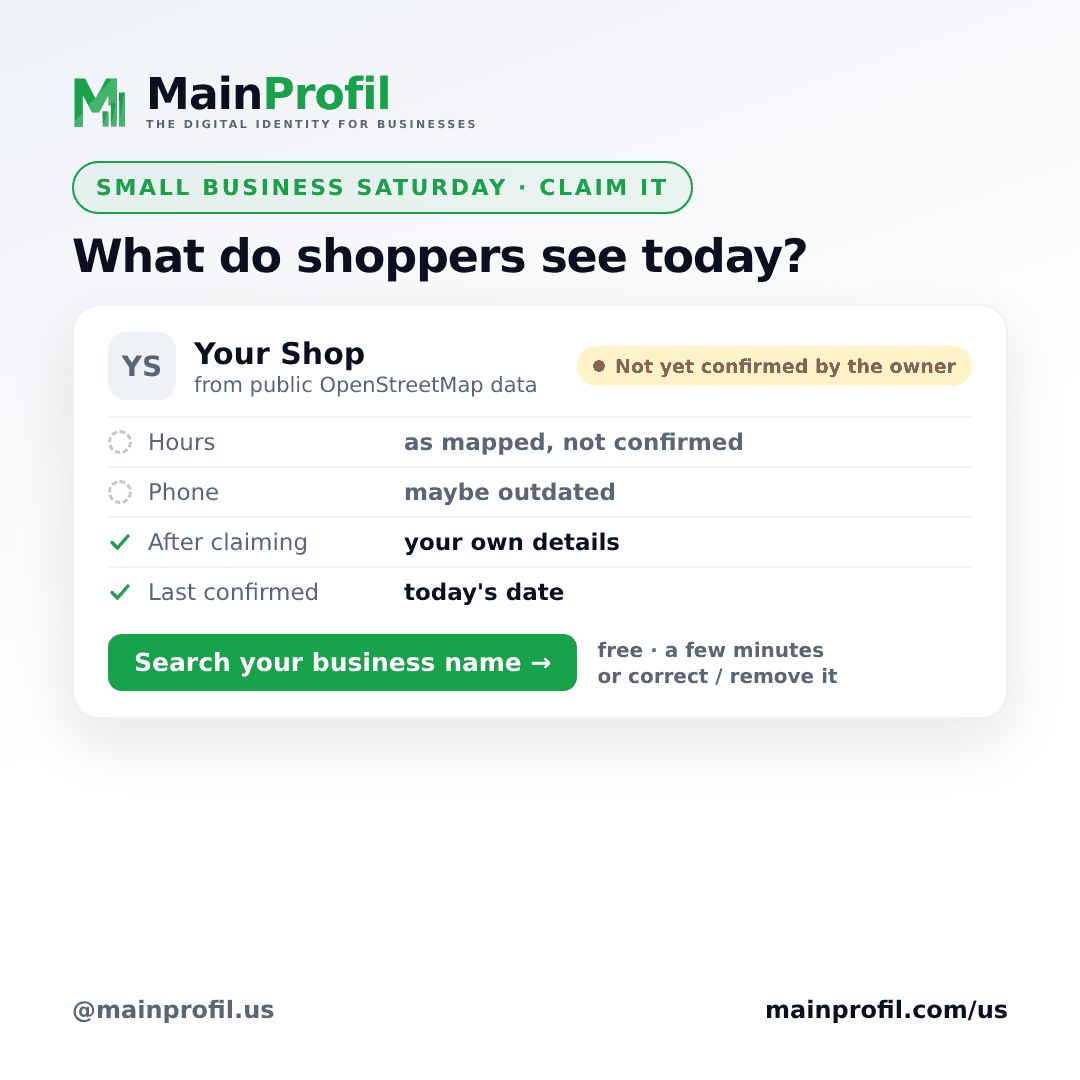 MainProfil
THE DIGITAL IDENTITY FOR BUSINESSES
SMALL BUSINESS SATURDAY · CLAIM IT
What do shoppers see today?
YS
Your Shop
from public OpenStreetMap data
Not yet confirmed by the owner
Hours as mapped, not confirmed
Phone maybe outdated
After claiming your own details
Last confirmed today's date
Search your business name →
free · a few minutes
or correct / remove it
@mainprofil.us
mainprofil.com/us